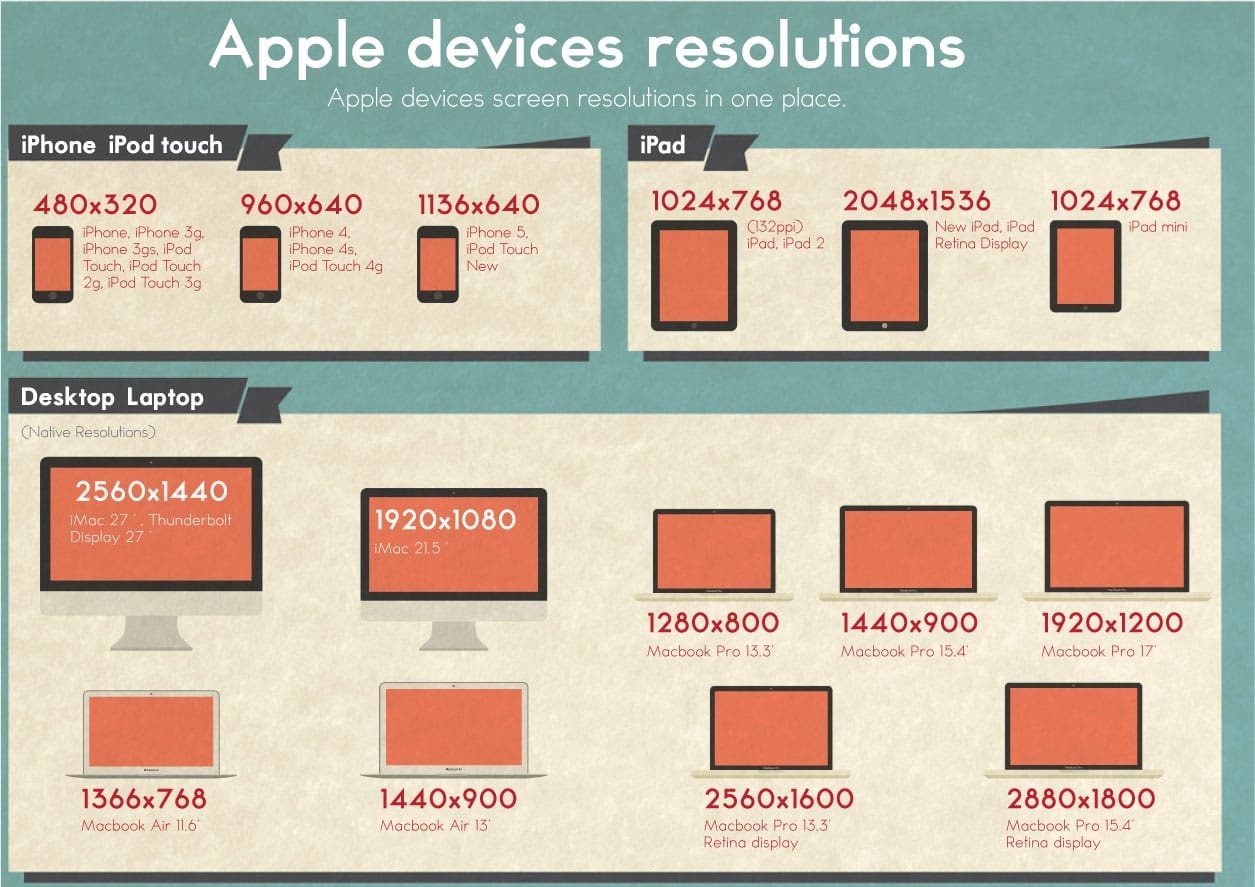 Apple devices resolutions
Apple devices screen resolutions in one place.
iPhone iPod touch
480x320
iPhone, iPhone 3g,
iPhone 3gs, iPod
Touch, iPod Touch
2g, iPod Touch 3g
960x640
iPhone 4,
iPhone 4s,
iPod Touch 4g
1136x640
iPhone 5,
iPod Touch
New
iPad
1024x768
(132ppi)
iPad, iPad 2
2048x1536
New iPad, iPad
Retina Display
1024x768
iPad mini
Desktop Laptop
(Native Resolutions)
2560x1440
iMac 27 ' , Thunderbolt
Display 27 '
1920x1080
iMac 21.5 '
1280x800
Macbook Pro 13.3'
1440x900
Macbook Pro 15.4'
1920x1200
Macbook Pro 17'
1366x768
Macbook Air 11.6'
1440x900
Macbook Air 13'
2560x1600
Macbook Pro 13.3'
Retina display
2880x1800
Macbook Pro 15.4'
Retina display